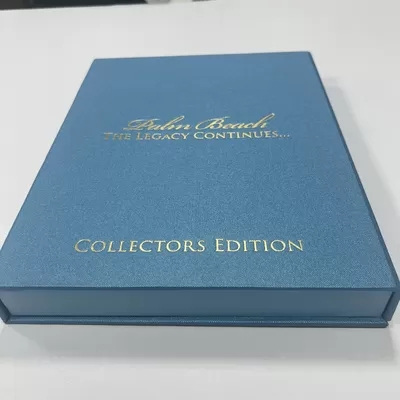 Palm Beach
THE LEGACY CONTINUES...
COLLECTORS EDITION